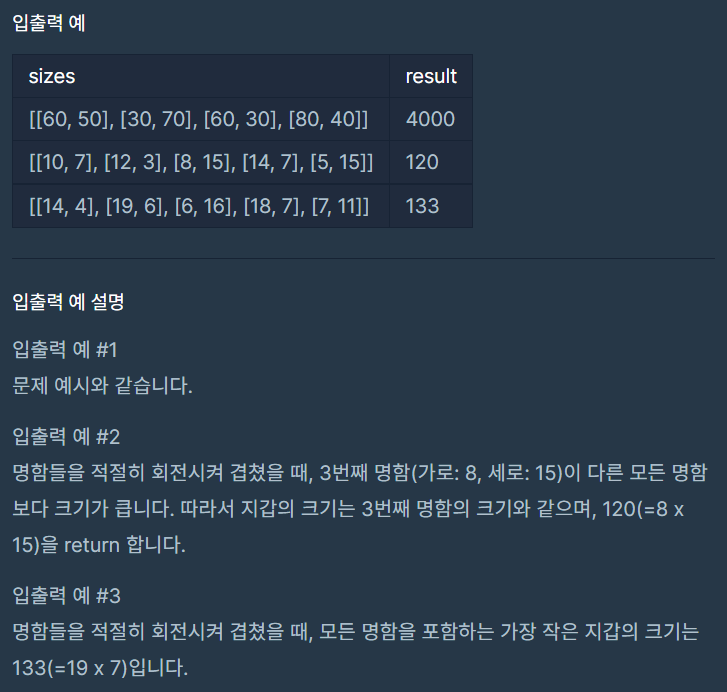 입출력 예
sizes result
[[60, 50], [30, 70], [60, 30], [80, 40]] 4000
[[10, 7], [12, 3], [8, 15], [14, 7], [5, 15]] 120
[[14, 4], [19, 6], [6, 16], [18, 7], [7, 11]] 133
입출력 예 설명
입출력 예 #1
문제 예시와 같습니다.
입출력 예 #2
명함들을 적절히 회전시켜 겹쳤을 때, 3번째 명함(가로: 8, 세로: 15)이 다른 모든 명함
보다 크기가 큽니다. 따라서 지갑의 크기는 3번째 명함의 크기와 같으며, 120(=8 x
15)을 return 합니다.
입출력 예 #3
명함들을 적절히 회전시켜 겹쳤을 때, 모든 명함을 포함하는 가장 작은 지갑의 크기는
133(=19 x 7)입니다.